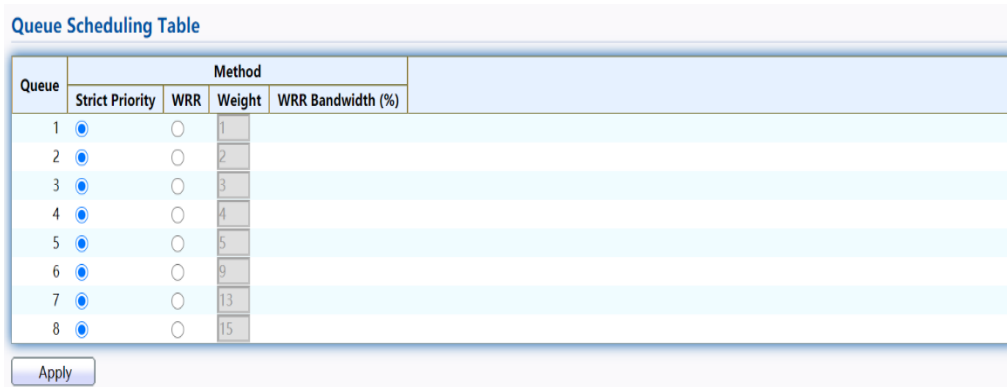 Queue Scheduling Table
Queue
Method
Strict Priority WRR Weight WRR Bandwidth (%)
1 1
2 2
3 3
4 4
5 5
6 9
7 13
8 15
Apply